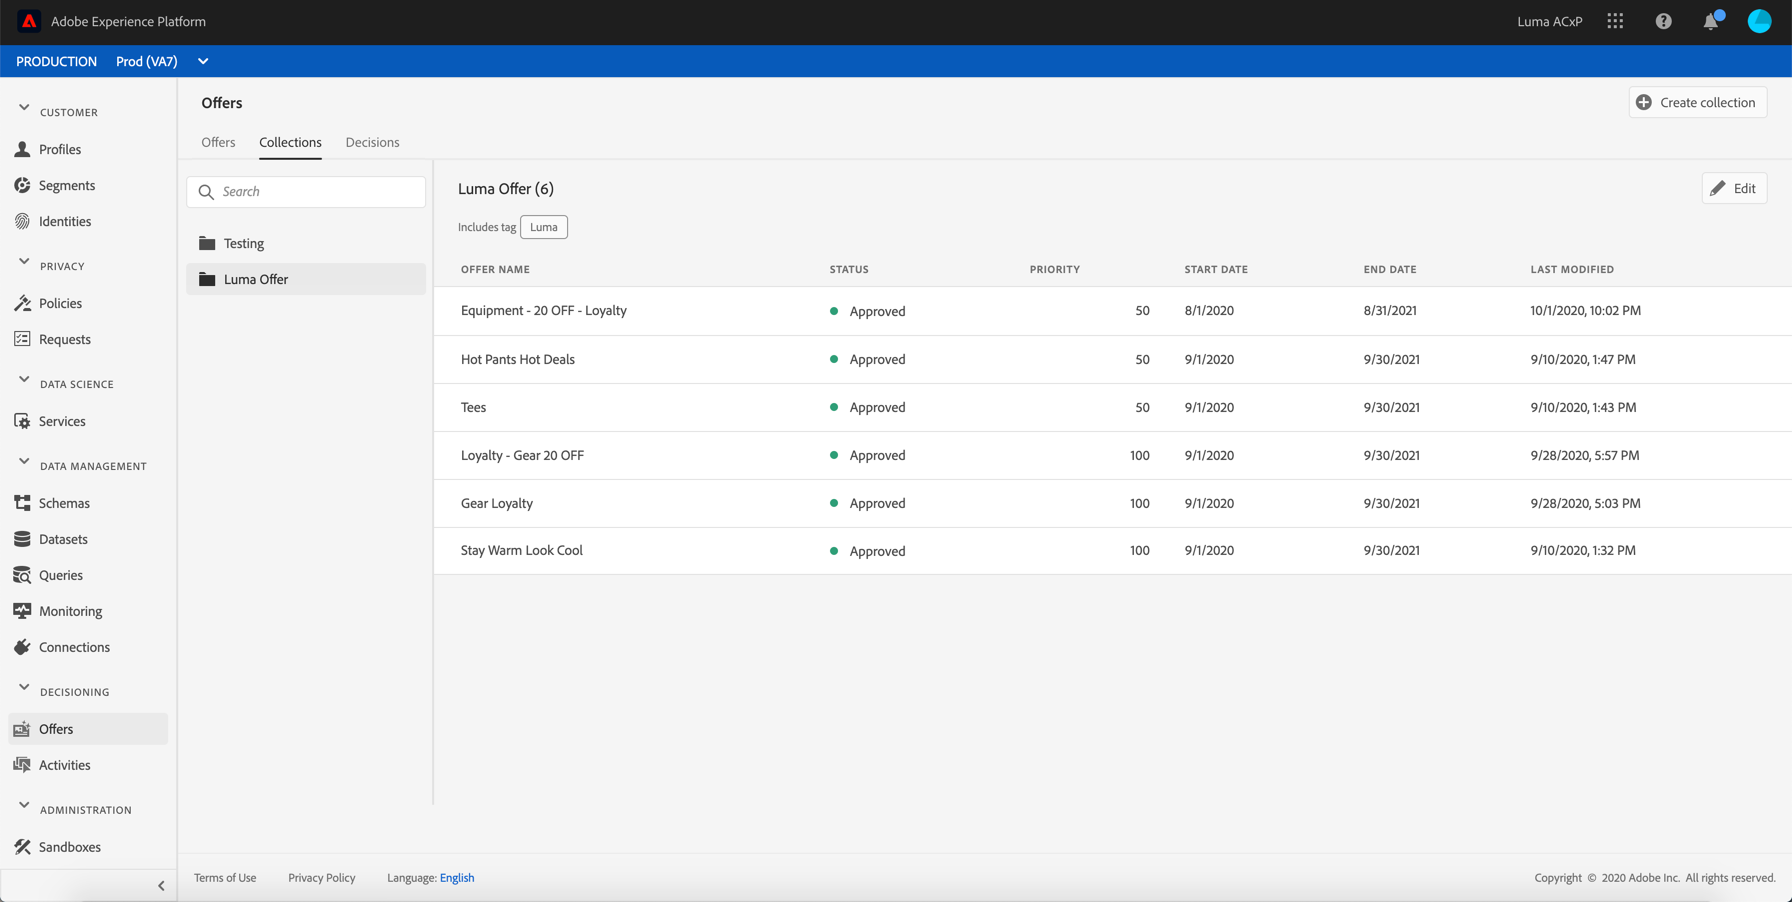 Adobe Experience Platform
Luma ACxP
PRODUCTION Prod (VA7)
CUSTOMER
Profiles
Segments
Identities
PRIVACY
Policies
Requests
DATA SCIENCE
Services
DATA MANAGEMENT
Schemas
Datasets
Queries
Monitoring
Connections
DECISIONING
Offers
Activities
ADMINISTRATION
Sandboxes
Offers
Create collection
Offers Collections Decisions
Search
Testing
Luma Offer
Luma Offer (6)
Edit
Includes tag Luma
OFFER NAME STATUS PRIORITY START DATE END DATE LAST MODIFIED
Equipment - 20 OFF - Loyalty Approved 50 8/1/2020 8/31/2021 10/1/2020, 10:02 PM
Hot Pants Hot Deals Approved 50 9/1/2020 9/30/2021 9/10/2020, 1:47 PM
Tees Approved 50 9/1/2020 9/30/2021 9/10/2020, 1:43 PM
Loyalty - Gear 20 OFF Approved 100 9/1/2020 9/30/2021 9/28/2020, 5:57 PM
Gear Loyalty Approved 100 9/1/2020 9/30/2021 9/28/2020, 5:03 PM
Stay Warm Look Cool Approved 100 9/1/2020 9/30/2021 9/10/2020, 1:32 PM
Terms of Use Privacy Policy Language: English
Copyright © 2020 Adobe Inc. All rights reserved.